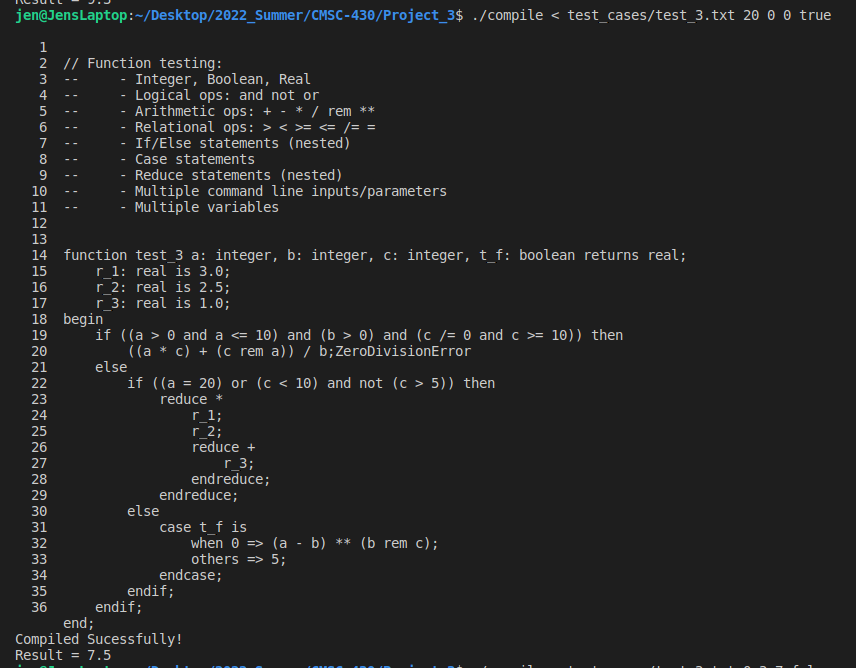 Result = 9.5
jen@JensLaptop:~/Desktop/2022_Summer/CMSC-430/Project_3$ ./compile < test_cases/test_3.txt 20 0 0 true
1
2 // Function testing:
3 -- - Integer, Boolean, Real
4 -- - Logical ops: and not or
5 -- - Arithmetic ops: + - * / rem **
6 -- - Relational ops: > < >= <= /= =
7 -- - If/Else statements (nested)
8 -- - Case statements
9 -- - Reduce statements (nested)
10 -- - Multiple command line inputs/parameters
11 -- - Multiple variables
12
13
14 function test_3 a: integer, b: integer, c: integer, t_f: boolean returns real;
15 r_1: real is 3.0;
16 r_2: real is 2.5;
17 r_3: real is 1.0;
18 begin
19 if ((a > 0 and a <= 10) and (b > 0) and (c /= 0 and c >= 10)) then
20 ((a * c) + (c rem a)) / b;ZeroDivisionError
21 else
22 if ((a = 20) or (c < 10) and not (c > 5)) then
23 reduce *
24 r_1;
25 r_2;
26 reduce +
27 r_3;
28 endreduce;
29 endreduce;
30 else
31 case t_f is
32 when 0 => (a - b) ** (b rem c);
33 others => 5;
34 endcase;
35 endif;
36 endif;
end;
Compiled Sucessfully!
Result = 7.5